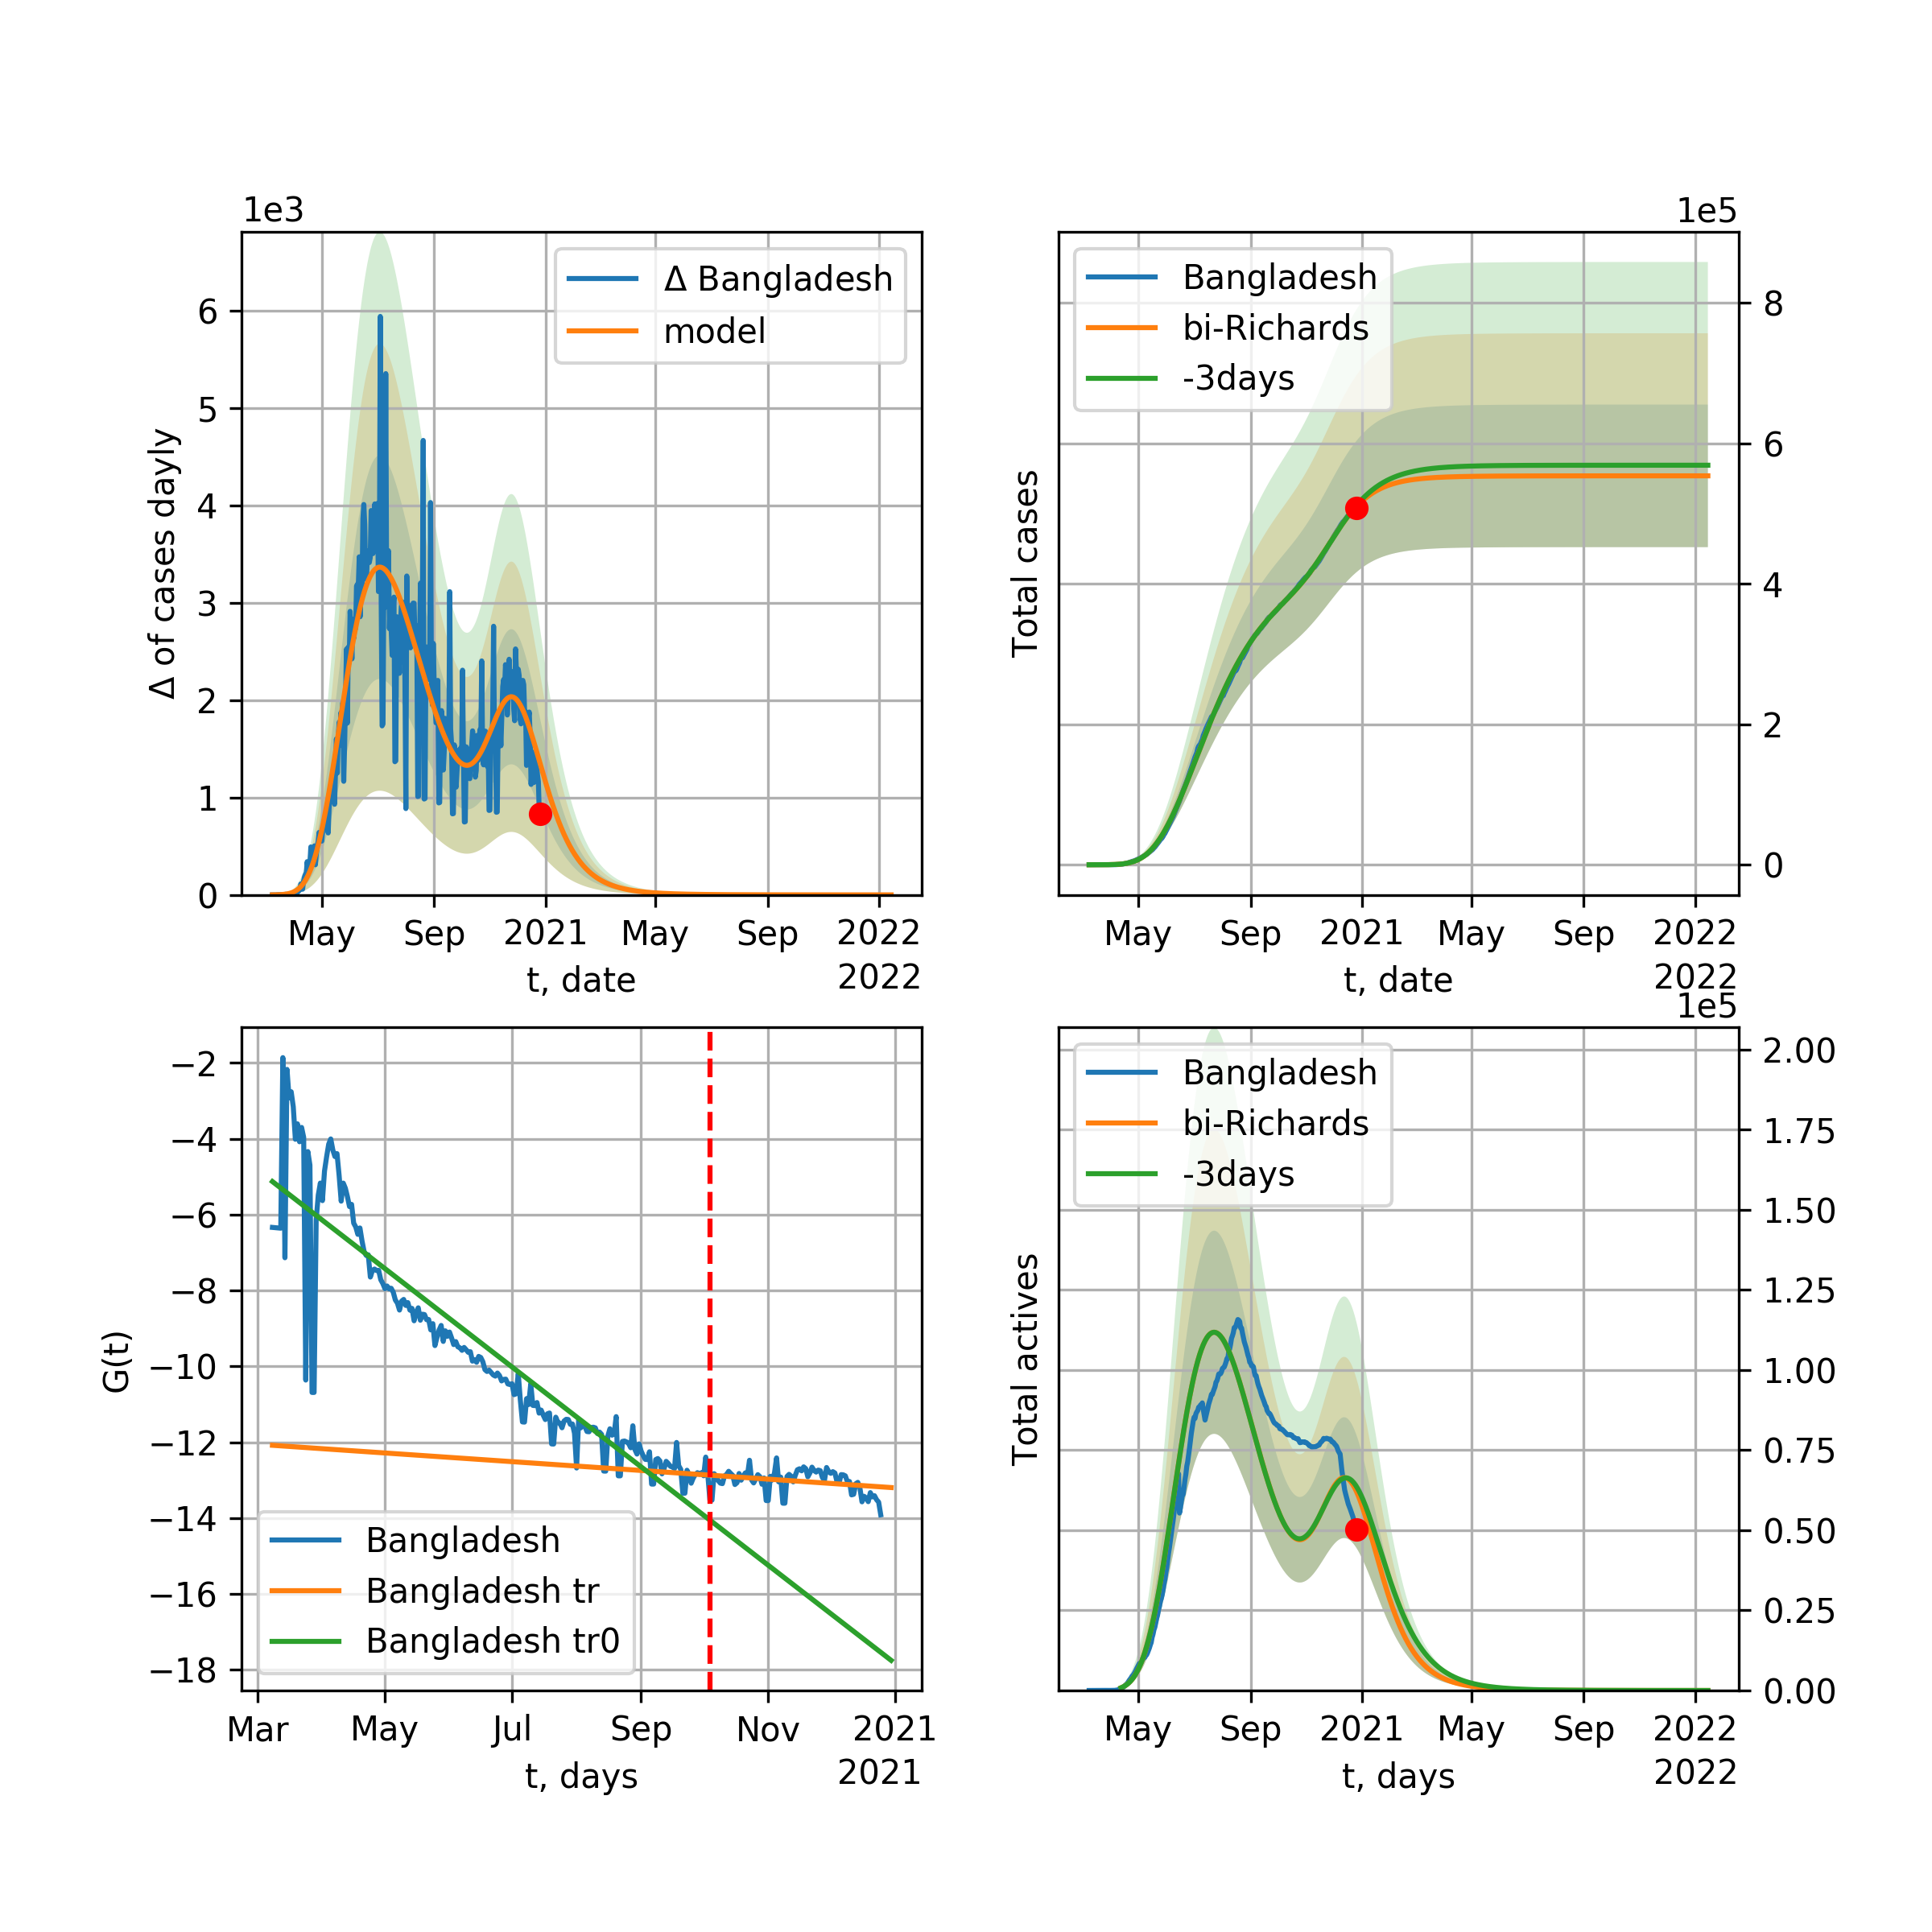 1e3
Δ Bangladesh
model
6
5
4
3
2
1
0
Δ of cases dayly
May Sep 2021 May Sep 2022
t, date 2022
1e5
Bangladesh
bi-Richards
-3days
8
6
4
2
0
Total cases
May Sep 2021 May Sep 2022
t, date 2022
−2
−4
−6
−8
−10
−12
−14
−16
−18
G(t)
Bangladesh
Bangladesh tr
Bangladesh tr0
Mar May Jul Sep Nov 2021
t, days 2021
1e5
Bangladesh
bi-Richards
-3days
2.00
1.75
1.50
1.25
1.00
0.75
0.50
0.25
0.00
Total actives
May Sep 2021 May Sep 2022
t, days 2022